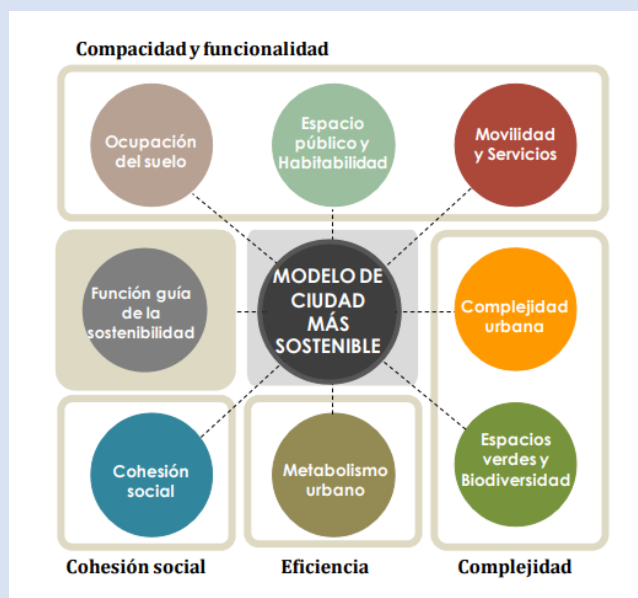 Compacidad y funcionalidad
Ocupación
del suelo
Espacio
público y
Habitabilidad
Movilidad
y Servicios
Función guía
de la
sostenibilidad
MODELO DE
CIUDAD
MÁS
SOSTENIBLE
Complejidad
urbana
Cohesión
social
Metabolismo
urbano
Espacios
verdes y
Biodiversidad
Cohesión social
Eficiencia
Complejidad